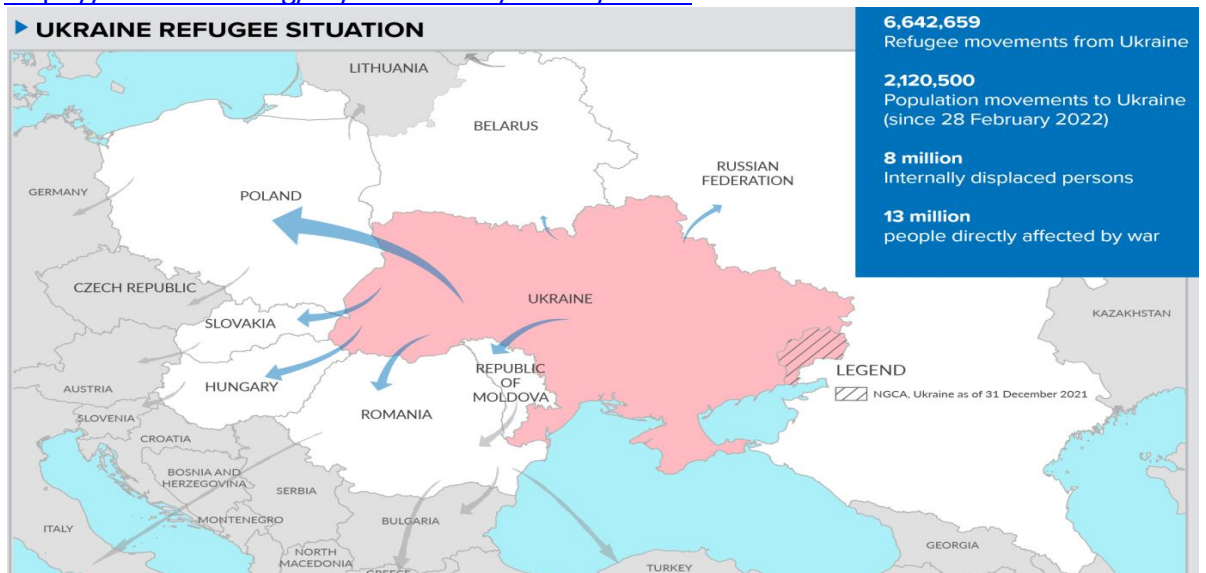 UKRAINE REFUGEE SITUATION
6,642,659
Refugee movements from Ukraine
2,120,500
Population movements to Ukraine
(since 28 February 2022)
8 million
Internally displaced persons
13 million
people directly affected by war
LITHUANIA
BELARUS
RUSSIAN
FEDERATION
GERMANY
POLAND
CZECH REPUBLIC
UKRAINE
KAZAKHSTAN
SLOVAKIA
REPUBLIC
OF
MOLDOVA
LEGEND
NGCA, Ukraine as of 31 December 2021
AUSTRIA
HUNGARY
ROMANIA
SLOVENIA
CROATIA
BOSNIA AND
HERZEGOVINA
SERBIA
ITALY
MONTENEGRO
BULGARIA
NORTH
MACEDONIA
GEORGIA
TURKEY